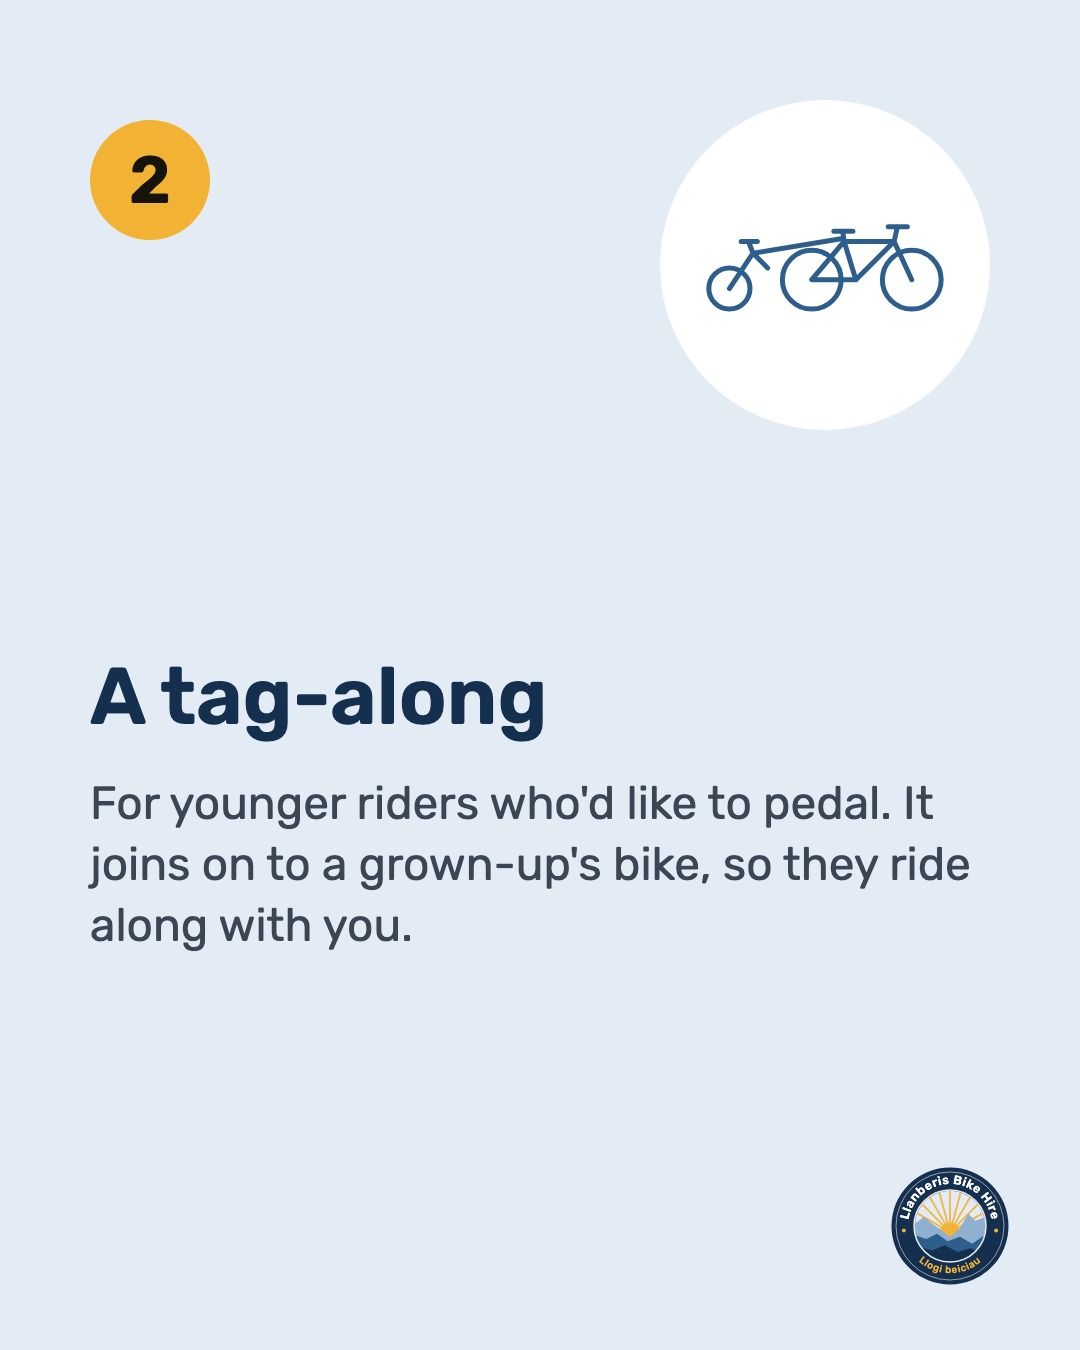 2
A tag-along
For younger riders who'd like to pedal. It
joins on to a grown-up's bike, so they ride
along with you.
Llanberis Bike Hire
Llogi beiciau